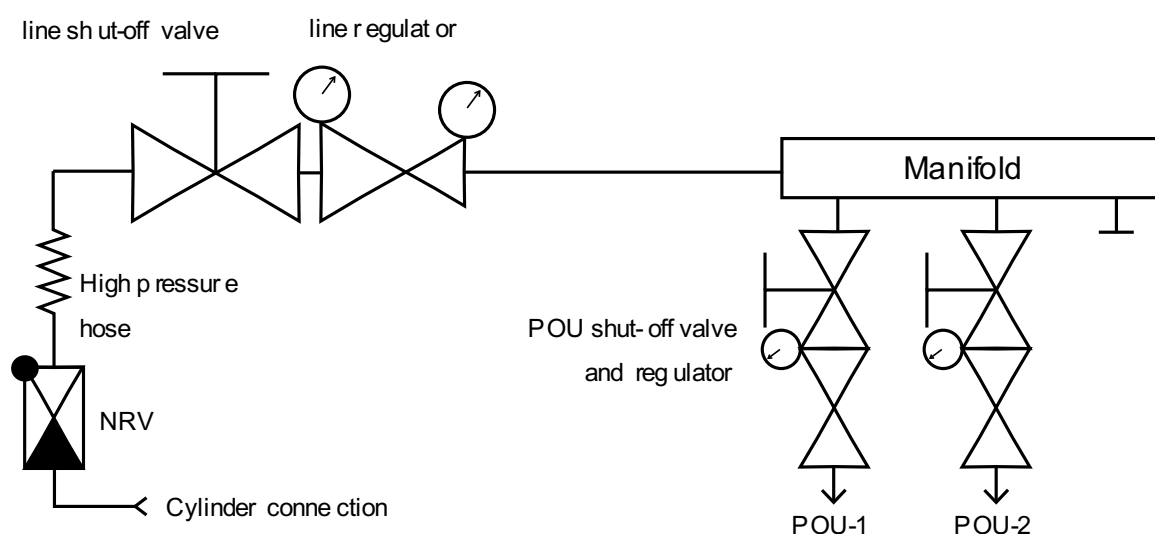 line shut-off valve
line regulator
Manifold
High pressure
hose
POU shut-off valve
and regulator
NRV
Cylinder connection
POU-1
POU-2